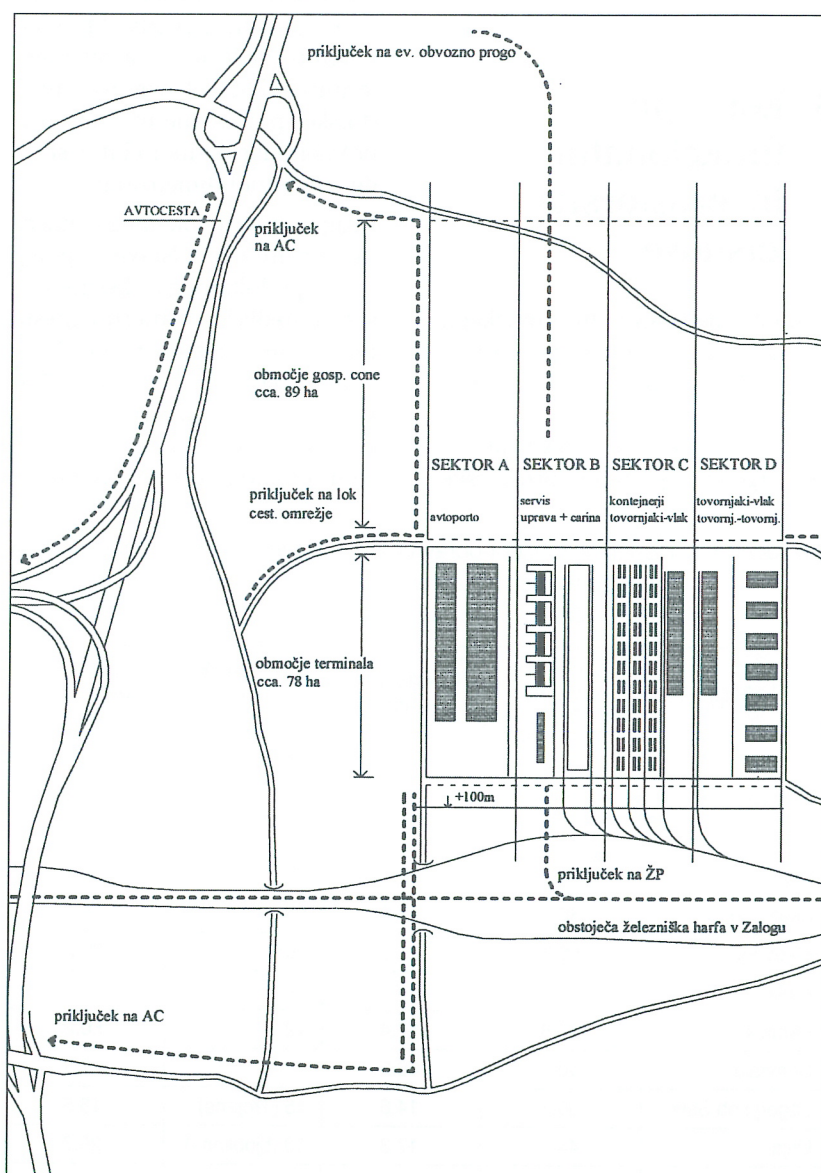 priključek na ev. obvozno progo
AVTOCESTA
priključek
na AC
območje gosp. cone
cca. 89 ha
SEKTOR A
SEKTOR B
SEKTOR C
SEKTOR D
priključek na lok
cest. omrežje
avtoporto
servis
uprava + carina
kontejnerji
tovornjaki-vlak
tovornjaki-vlak
tovornj.-tovornj.
območje terminala
cca. 78 ha
+100m
priključek na ŽP
obstoječa železniška harfa v Zalogu
priključek na AC